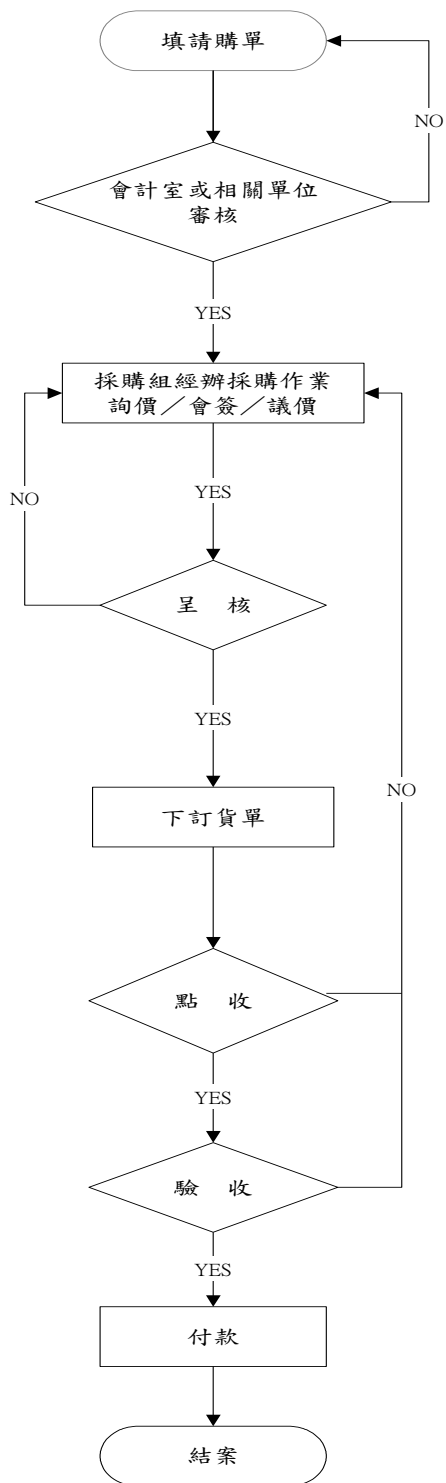 填請購單
NO
會計室或相關單位
審核
YES
採購組經辦採購作業
詢價／會簽／議價
NO
YES
呈 核
YES
NO
下訂貨單
點 收
YES
驗 收
YES
付款
結案